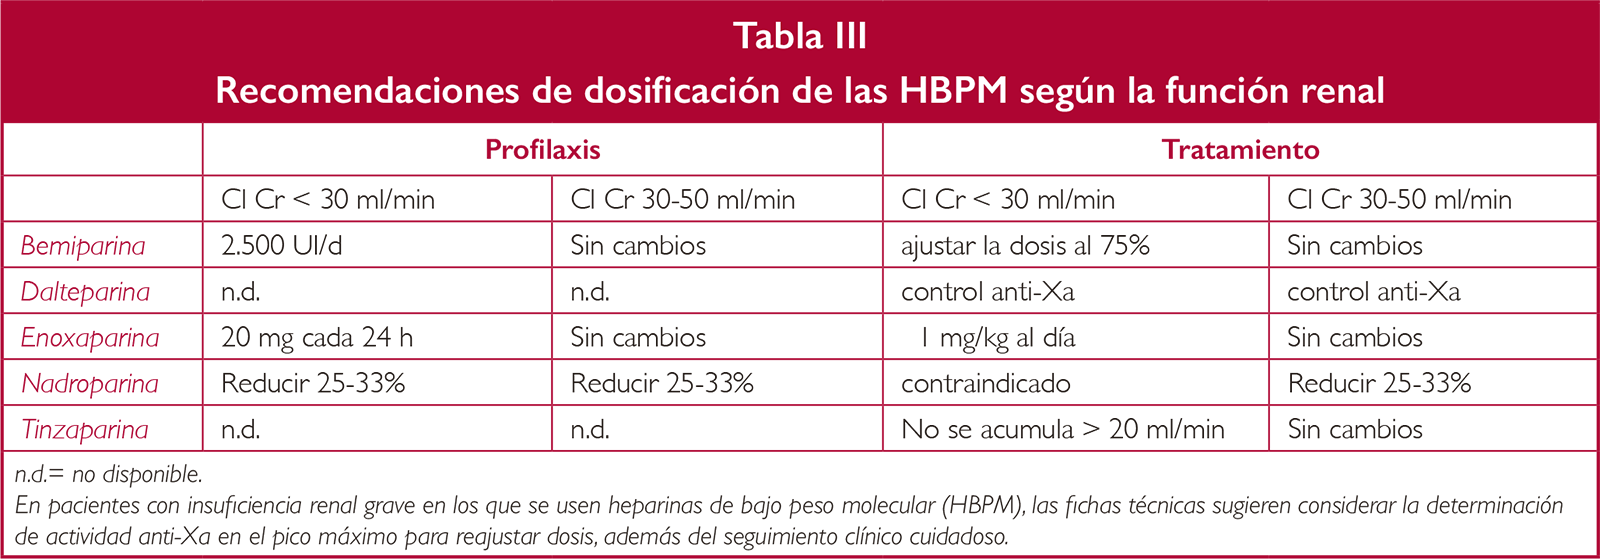 Tabla III
Recomendaciones de dosificación de las HBPM según la función renal
Profilaxis Tratamiento
Cl Cr < 30 ml/min Cl Cr 30-50 ml/min Cl Cr < 30 ml/min Cl Cr 30-50 ml/min
Bemiparina 2.500 UI/d Sin cambios ajustar la dosis al 75% Sin cambios
Dalteparina n.d. n.d. control anti-Xa control anti-Xa
Enoxaparina 20 mg cada 24 h Sin cambios 1 mg/kg al día Sin cambios
Nadroparina Reducir 25-33% Reducir 25-33% contraindicado Reducir 25-33%
Tinzaparina n.d. n.d. No se acumula > 20 ml/min Sin cambios
n.d.= no disponible.
En pacientes con insuficiencia renal grave en los que se usen heparinas de bajo peso molecular (HBPM), las fichas técnicas sugieren considerar la determinación
de actividad anti-Xa en el pico máximo para reajustar dosis, además del seguimiento clínico cuidadoso.